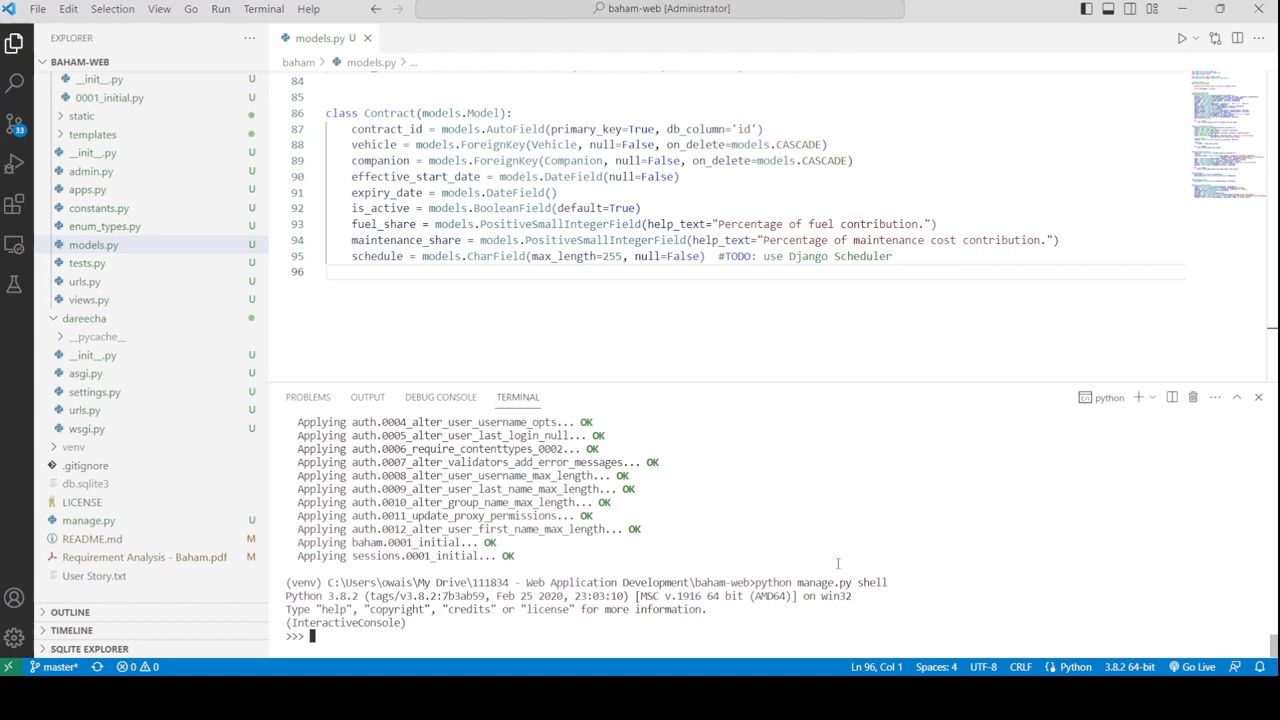 File Edit Selection View Go Run Terminal Help
baham-web [Administrator]
EXPLORER
models.py U
BAHAM-WEB
baham > models.py > ...
__init__.py U
0001_initial.py U
static
templates
__init__.py U
admin.py U
apps.py U
constants.py U
enum_types.py U
models.py U
tests.py U
urls.py U
views.py U
dareecha
__pycache__
__init__.py U
asgi.py U
settings.py U
urls.py U
wsgi.py U
venv
.gitignore
db.sqlite3
LICENSE
manage.py U
README.md M
Requirement Analysis - Baham.pdf M
User Story.txt
OUTLINE
TIMELINE
SQLITE EXPLORER
33
84
85
86 class Contract(models.Model):
87 contract_id = models.AutoField(primary_key=True, db_column='id')
88 vehicle = models.ForeignKey(Vehicle, null=False, on_delete=models.CASCADE)
89 companion = models.ForeignKey(Companion, null=False, on_delete=models.CASCADE)
90 effective_start_date = models.DateField(null=False)
91 expiry_date = models.DateField()
92 is_active = models.BooleanField(default=True)
93 fuel_share = models.PositiveSmallIntegerField(help_text="Percentage of fuel contribution.")
94 maintenance_share = models.PositiveSmallIntegerField(help_text="Percentage of maintenance cost contribution.")
95 schedule = models.CharField(max_length=255, null=False) #TODO: use Django Scheduler
96
PROBLEMS OUTPUT DEBUG CONSOLE TERMINAL
python
Applying auth.0004_alter_user_username_opts... OK
Applying auth.0005_alter_user_last_login_null... OK
Applying auth.0006_require_contenttypes_0002... OK
Applying auth.0007_alter_validators_add_error_messages... OK
Applying auth.0008_alter_user_username_max_length... OK
Applying auth.0009_alter_user_last_name_max_length... OK
Applying auth.0010_alter_group_name_max_length... OK
Applying auth.0011_update_proxy_permissions... OK
Applying auth.0012_alter_user_first_name_max_length... OK
Applying baham.0001_initial... OK
Applying sessions.0001_initial... OK
(venv) C:\Users\owais\My Drive\111834 - Web Application Development\baham-web>python manage.py shell
Python 3.8.2 (tags/v3.8.2:7b3ab59, Feb 25 2020, 23:03:10) [MSC v.1916 64 bit (AMD64)] on win32
Type "help", "copyright", "credits" or "license" for more information.
(InteractiveConsole)
>>>
master* 0 0 Ln 96, Col 1 Spaces: 4 UTF-8 CRLF Python 3.8.2 64-bit Go Live